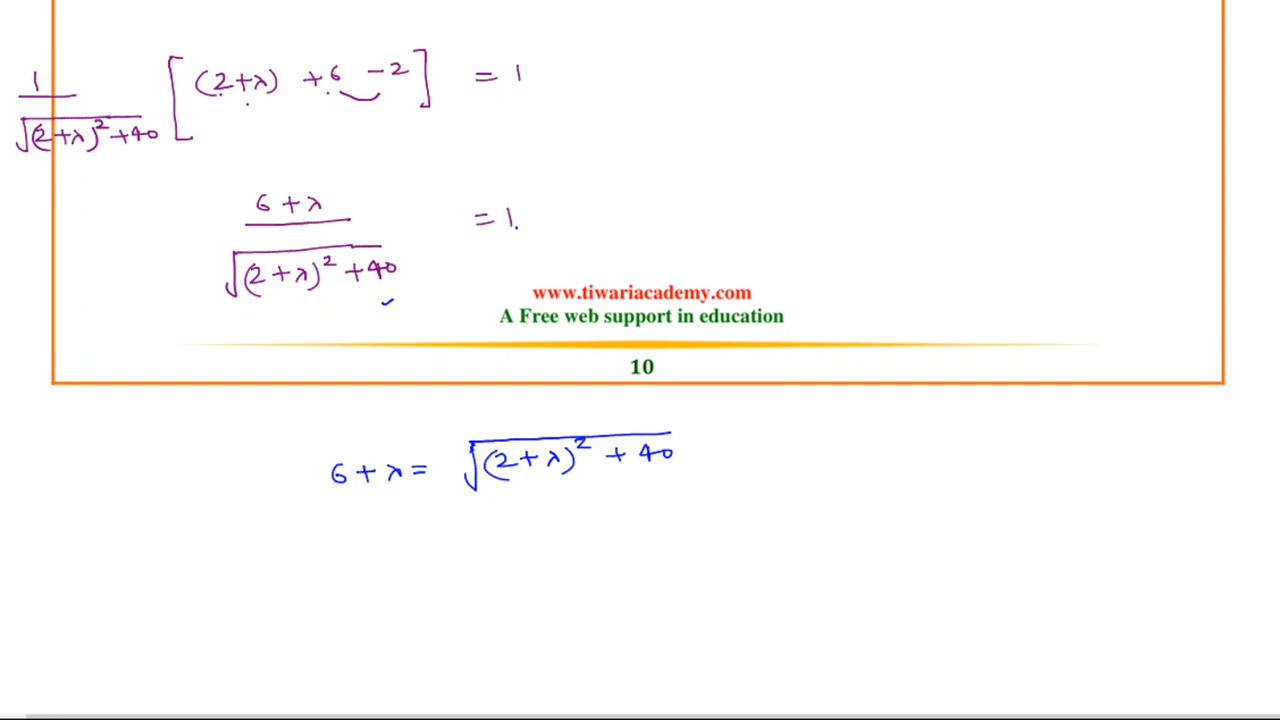 1/√((2+λ)²+40) [(2+λ) +6 −2] = 1
6+λ/√((2+λ)²+40) = 1.
www.tiwariacademy.com
A Free web support in education
10
6+λ = √((2+λ)² + 40)